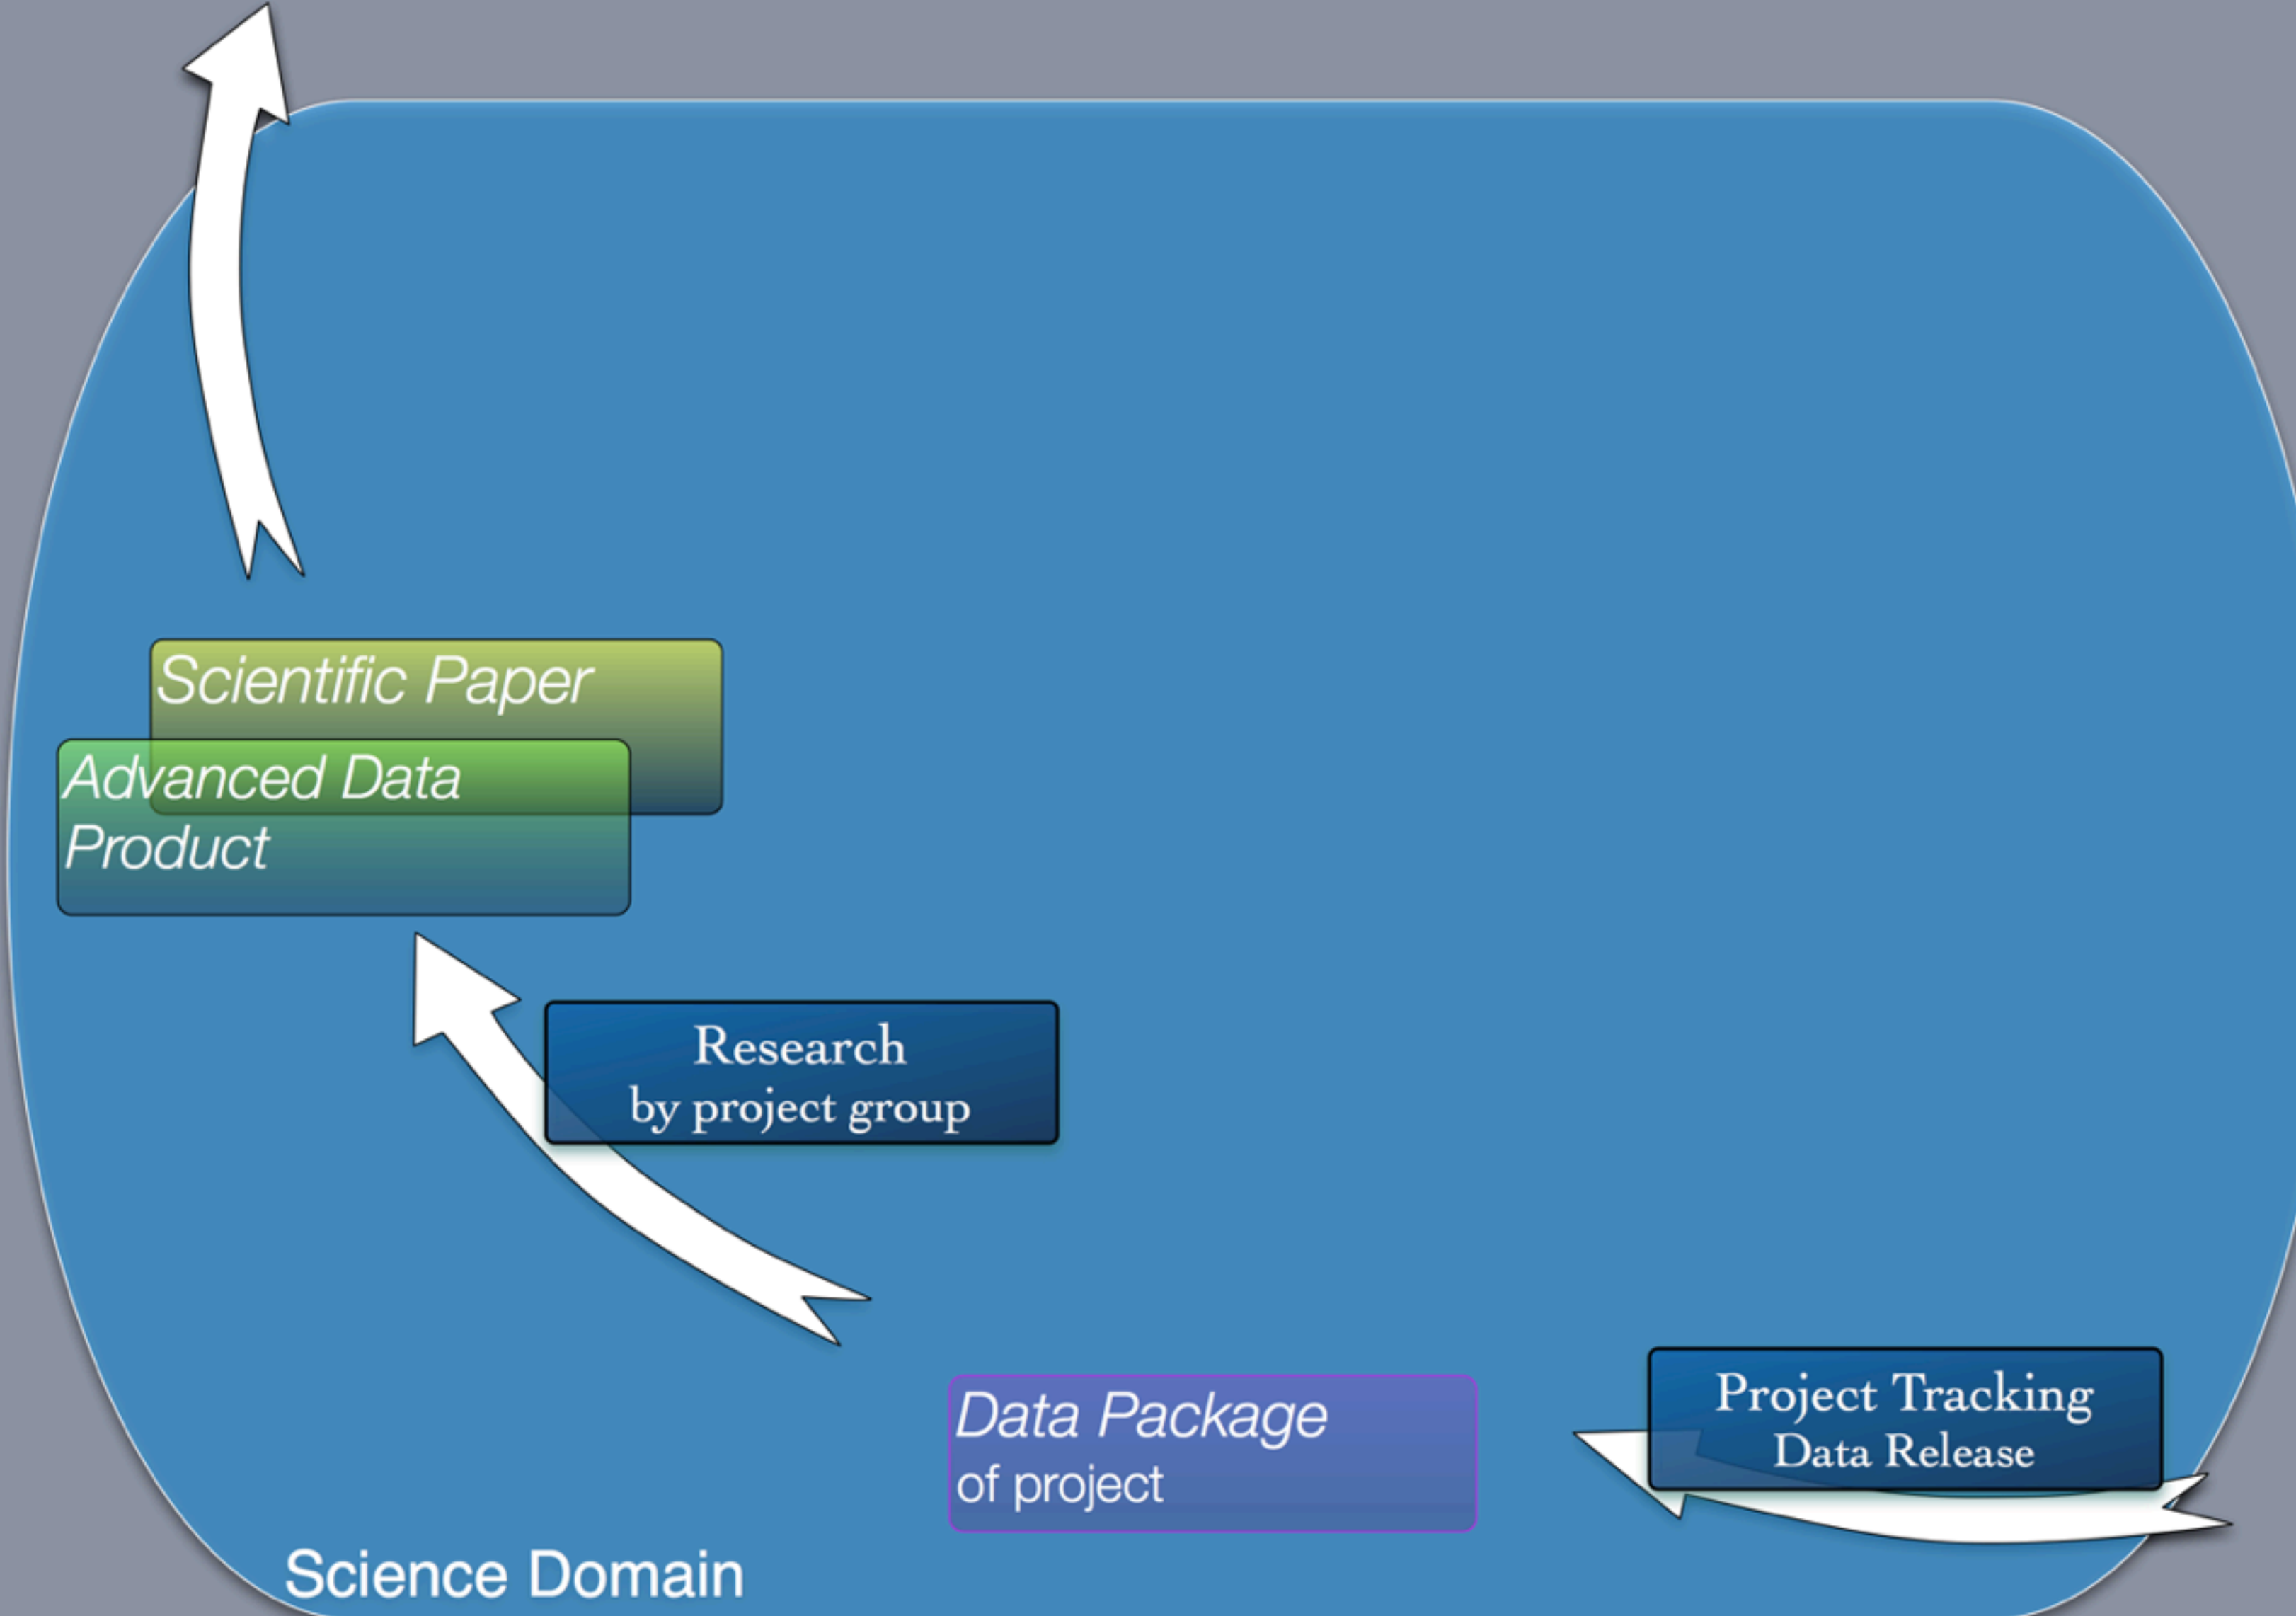 Scientific Paper
Advanced Data
Product
Research
by project group
Data Package
of project
Project Tracking
Data Release
Science Domain